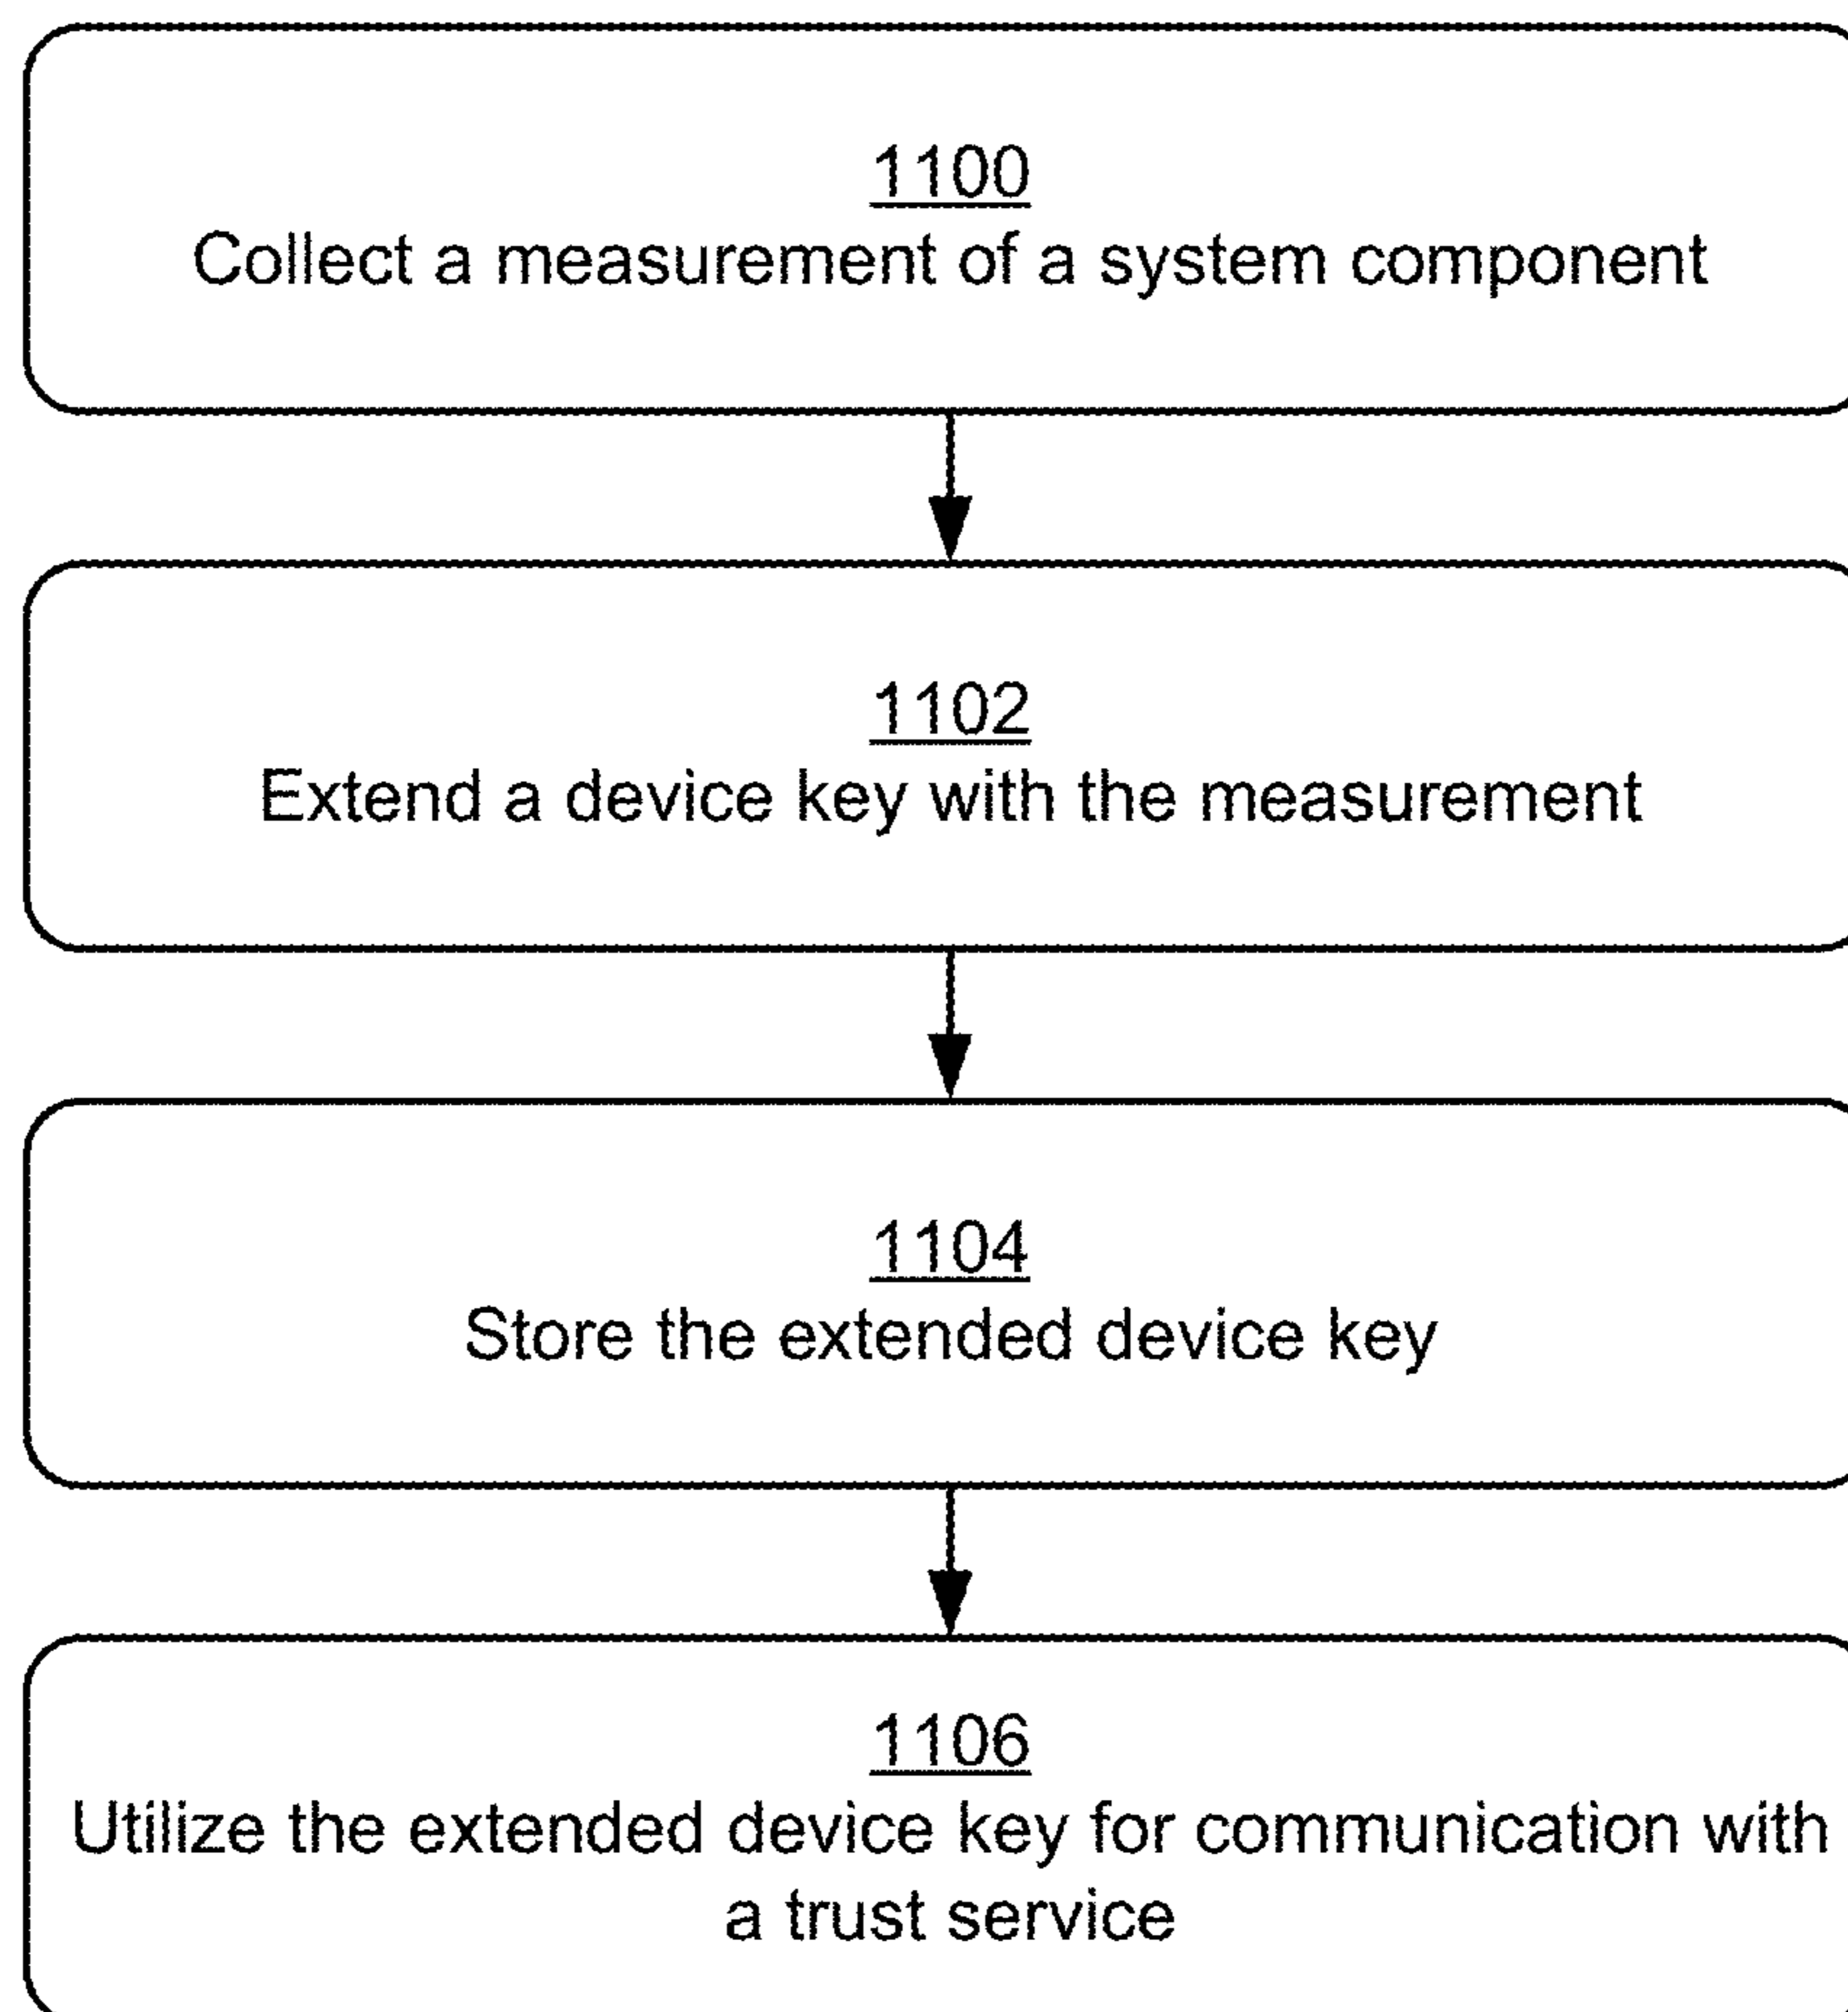 1100
Collect a measurement of a system component
1102
Extend a device key with the measurement
1104
Store the extended device key
1106
Utilize the extended device key for communication with
a trust service